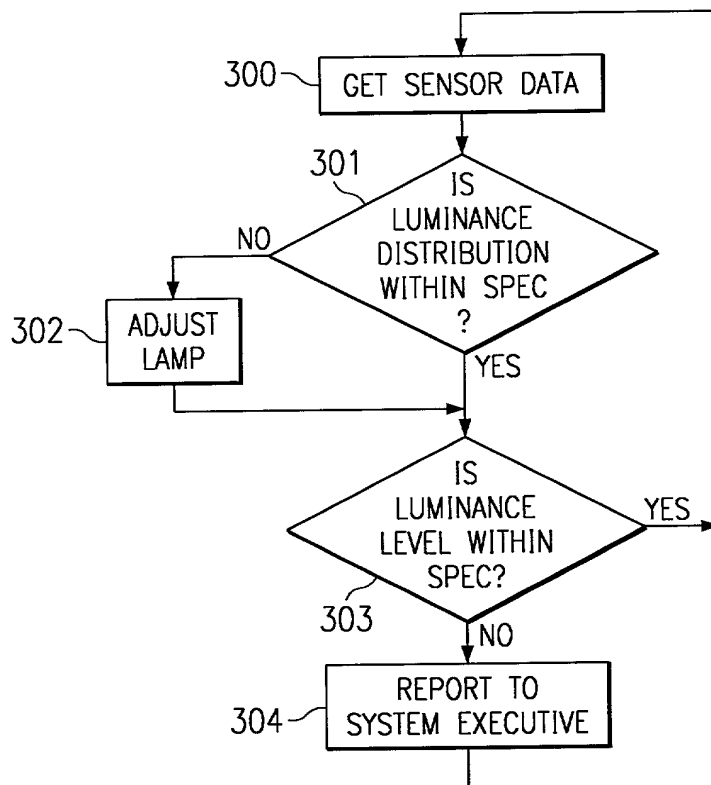 300
GET SENSOR DATA
301
IS
LUMINANCE
DISTRIBUTION
WITHIN SPEC
?
NO
302
ADJUST
LAMP
YES
IS
LUMINANCE
LEVEL WITHIN
SPEC?
YES
303
NO
304
REPORT TO
SYSTEM EXECUTIVE